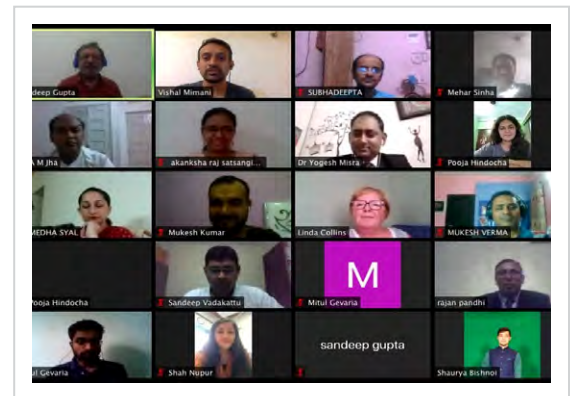 deep Gupta
Vishal Mimani
SUBHADEEPTA
Mehar Sinha
A M Jha
akanksha raj satsangi...
Dr Yogesh Misra
Pooja Hindocha
MEDHA SYAL
Mukesh Kumar
Linda Collins
MUKESH VERMA
Pooja Hindocha
Sandeep Vadakattu
M
Mitul Gevaria
rajan pandhi
ul Gevaria
Shah Nupur
sandeep gupta
Shaurya Bishnoi